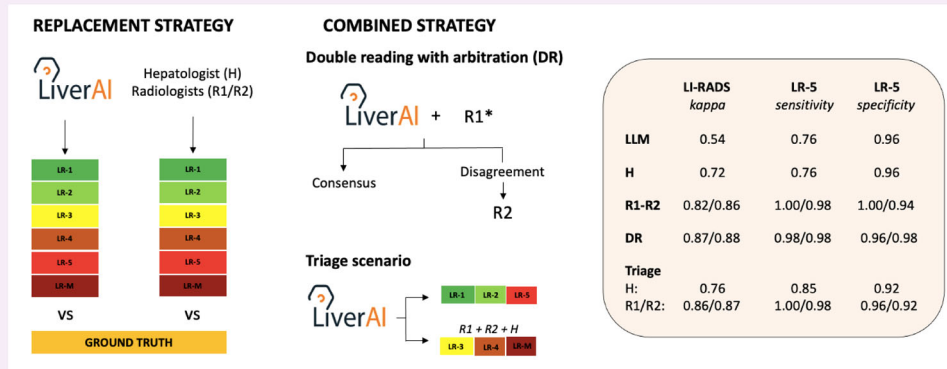 REPLACEMENT STRATEGY
LiverAI
Hepatologist (H)
Radiologists (R1/R2)
LR-1
LR-2
LR-3
LR-4
LR-5
LR-M
LR-1
LR-2
LR-3
LR-4
LR-5
LR-M
VS
VS
GROUND TRUTH
COMBINED STRATEGY
Double reading with arbitration (DR)
LiverAI + R1*
Consensus
Disagreement
R2
Triage scenario
LiverAI
LR-1 LR-2 LR-5
R1 + R2 + H
LR-3 LR-4 LR-M
LI-RADS LR-5 LR-5
kappa sensitivity specificity
LLM 0.54 0.76 0.96
H 0.72 0.76 0.96
R1-R2 0.82/0.86 1.00/0.98 1.00/0.94
DR 0.87/0.88 0.98/0.98 0.96/0.98
Triage
H: 0.76 0.85 0.92
R1/R2: 0.86/0.87 1.00/0.98 0.96/0.92